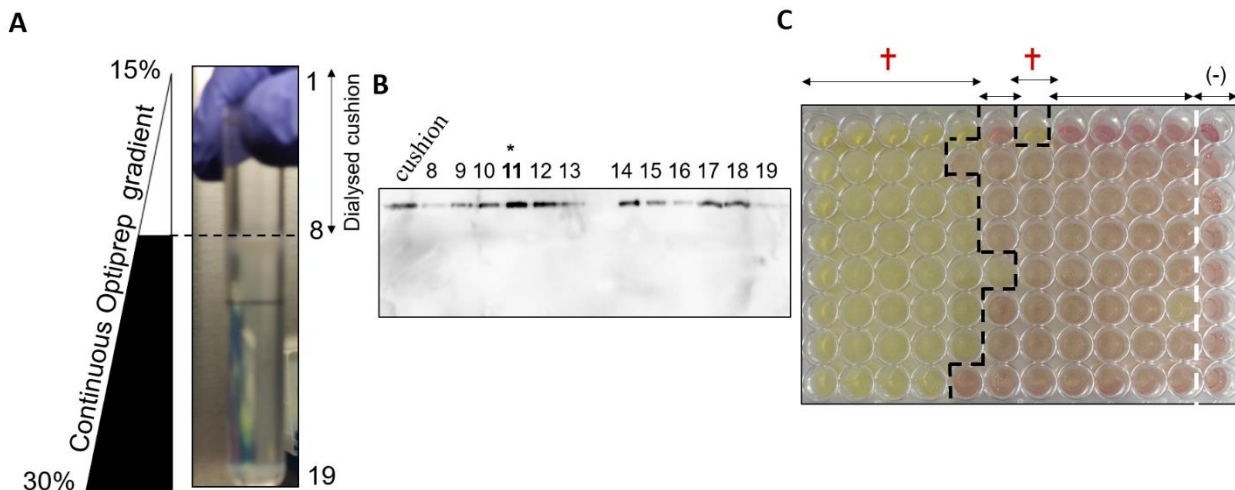 A
15%
Continuous Optiprep gradient
30%
1
Dialysed cushion
8
19
B
cushion
*
8 9 10 11 12 13 14 15 16 17 18 19
C
† †
(-)